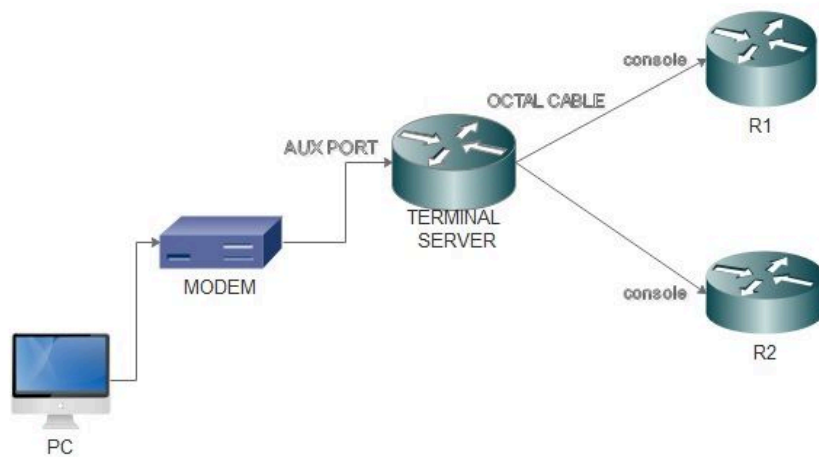 console
OCTAL CABLE
R1
AUX PORT
TERMINAL
SERVER
MODEM
console
R2
PC